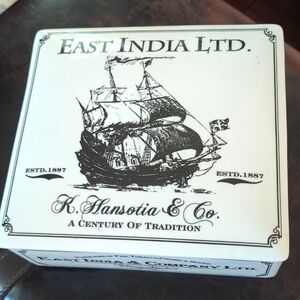 EAST INDIA LTD.
ESTD.1887
ESTD.1887
K. Hansotia & Co.
A CENTURY OF TRADITION
EAST INDIA & COMPANY LTD.